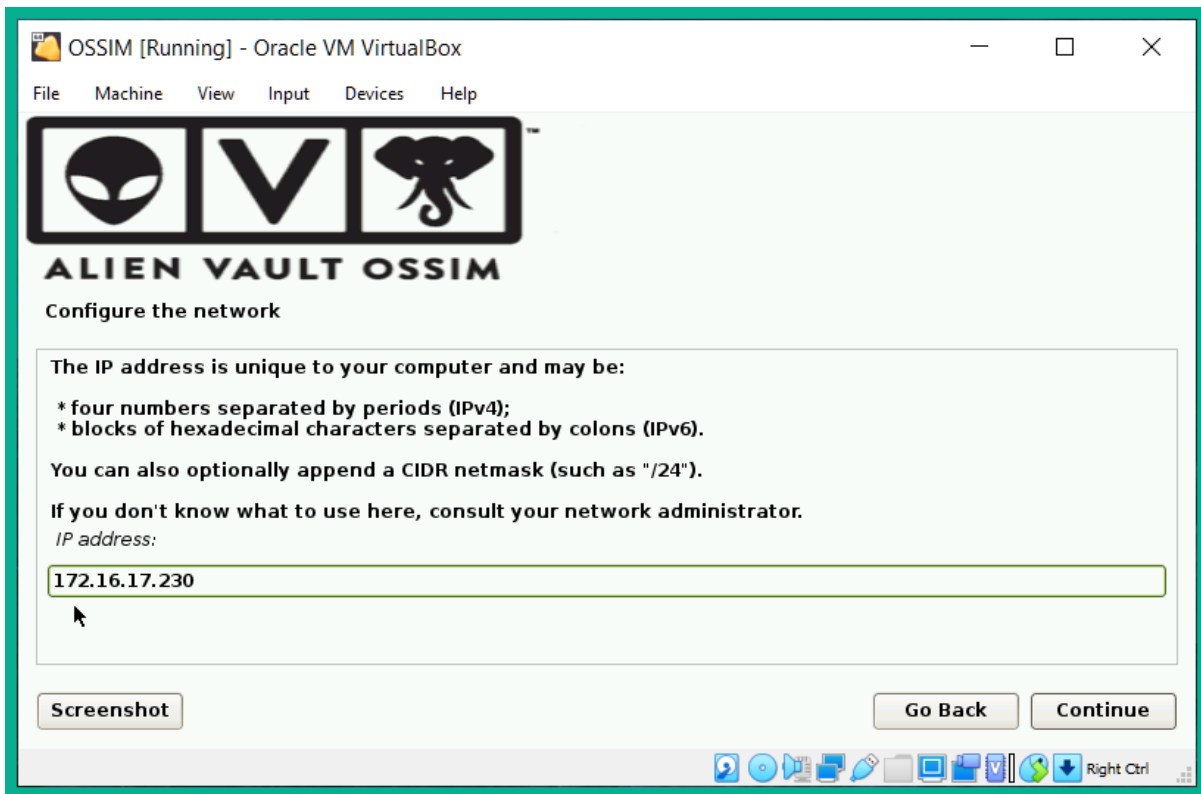 OSSIM [Running] - Oracle VM VirtualBox
File Machine View Input Devices Help
V ™
ALIEN VAULT OSSIM
Configure the network
The IP address is unique to your computer and may be:
* four numbers separated by periods (IPv4);
* blocks of hexadecimal characters separated by colons (IPv6).
You can also optionally append a CIDR netmask (such as "/24").
If you don't know what to use here, consult your network administrator.
IP address:
172.16.17.230
Screenshot Go Back Continue
Right Ctrl